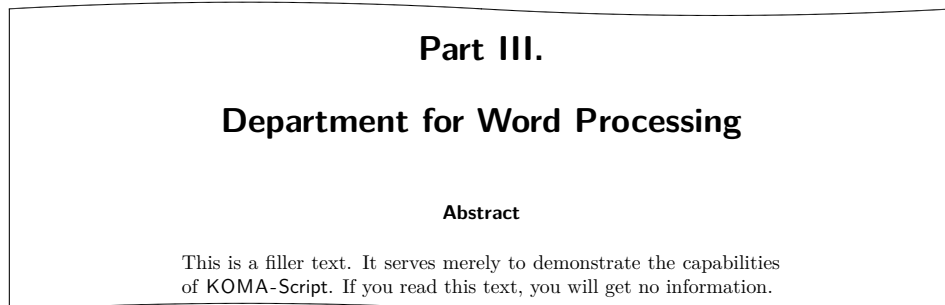 Part III.
Department for Word Processing
Abstract
This is a filler text. It serves merely to demonstrate the capabilities
of KOMA-Script. If you read this text, you will get no information.